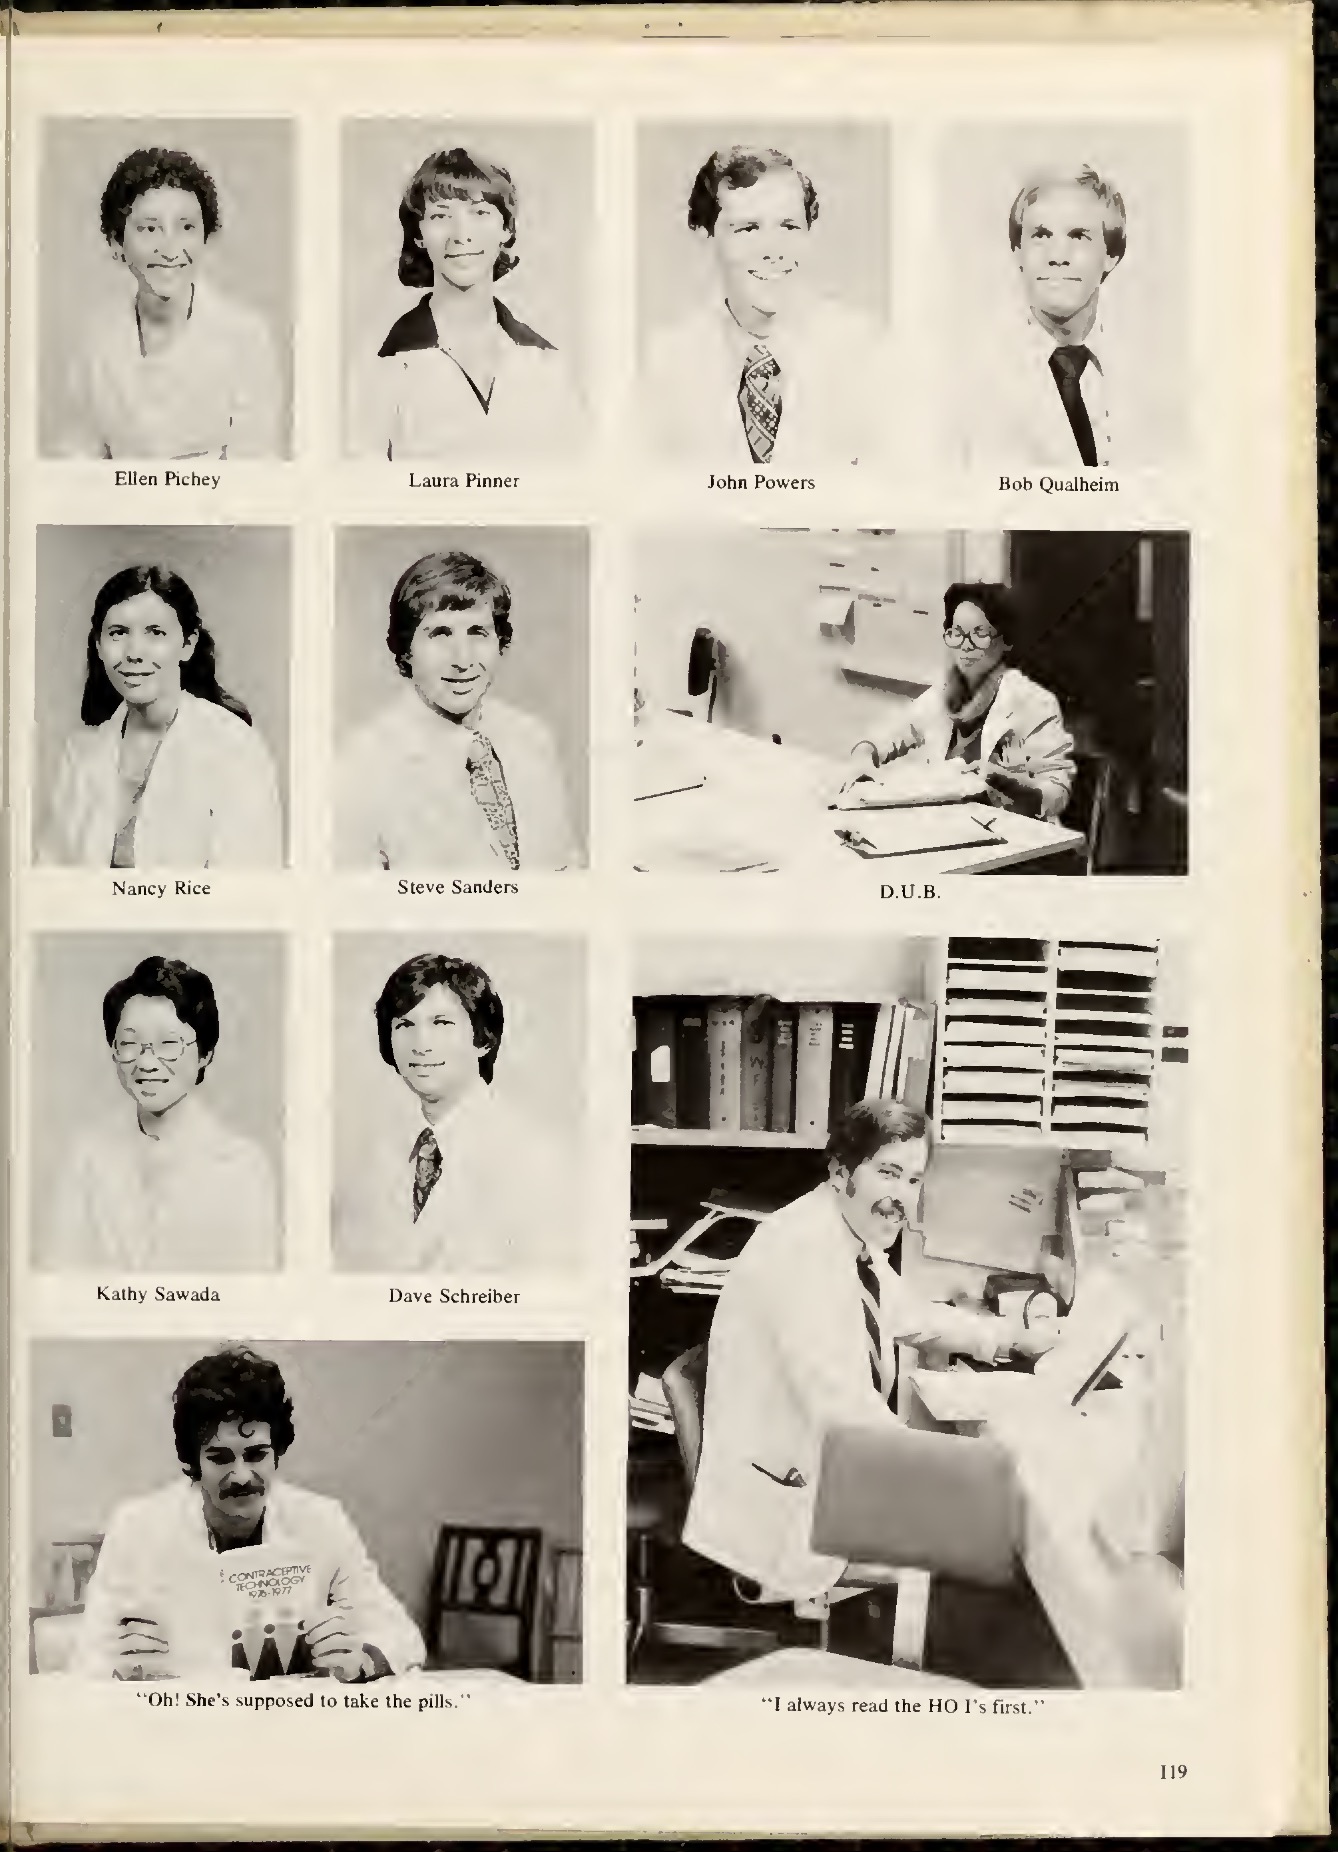 Ellen Pichey
Laura Pinner
John Powers
Bob Qualheim
Nancy Rice
Steve Sanders
D.U.B.
Kathy Sawada
Dave Schreiber
CONTRACEPTIVE
TECHNOLOGY
1976-1977
"Oh! She's supposed to take the pills."
"I always read the HO I's first."
119